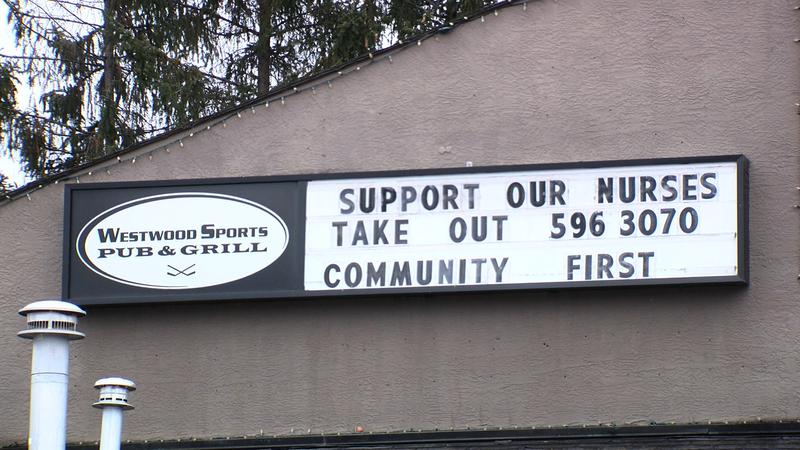 Westwood Sports
PUB & GRILL
SUPPORT OUR NURSES
TAKE OUT 596 3070
COMMUNITY FIRST